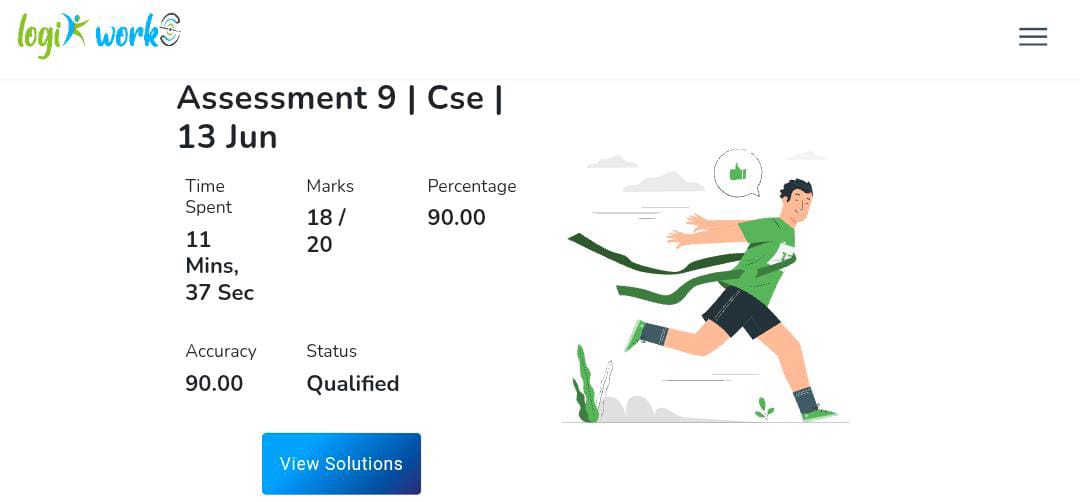 logi works
Assessment 9 | Cse |
13 Jun
Time
Spent
11
Mins,
37 Sec
Marks
18 /
20
Percentage
90.00
Accuracy
90.00
Status
Qualified
View Solutions